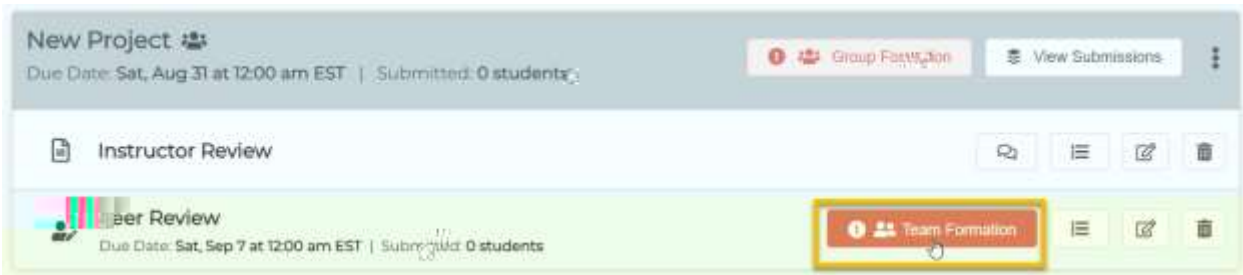 New Project
Group Formation
View Submissions
Due Date: Sat, Aug 31 at 12:00 am EST | Submitted: 0 students
Instructor Review
Review
Team Formation
Due Date: Sat, Sep 7 at 12:00 am EST | Submitted: 0 students